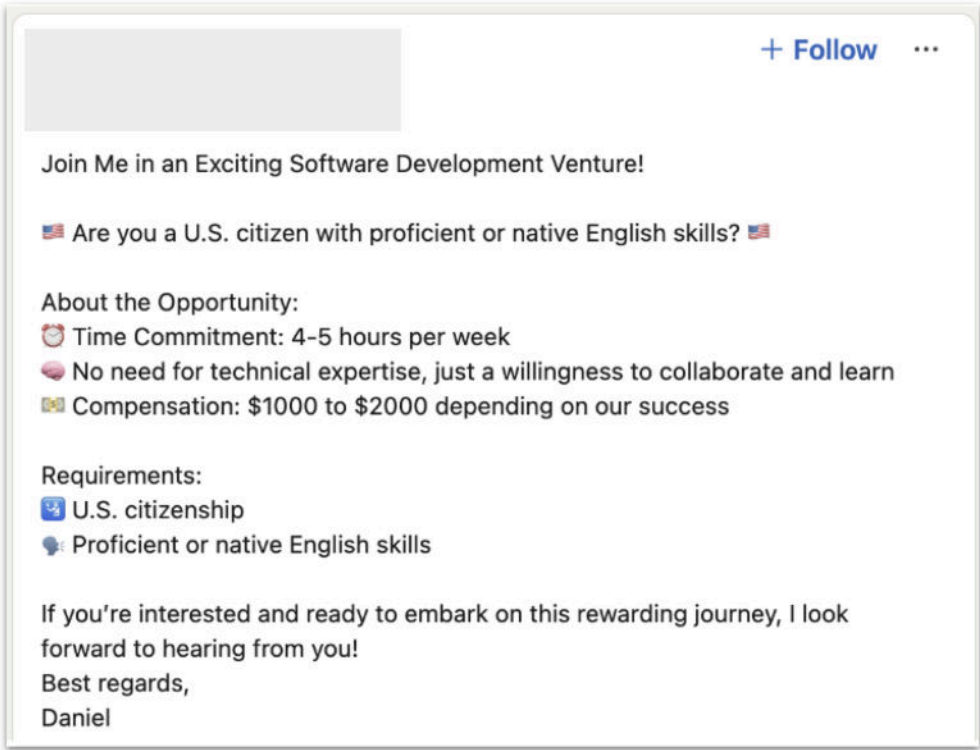 + Follow ...
Join Me in an Exciting Software Development Venture!
🇺🇸 Are you a U.S. citizen with proficient or native English skills? 🇺🇸
About the Opportunity:
⏰ Time Commitment: 4-5 hours per week
🧠 No need for technical expertise, just a willingness to collaborate and learn
💵 Compensation: $1000 to $2000 depending on our success
Requirements:
🛂 U.S. citizenship
🗣 Proficient or native English skills
If you’re interested and ready to embark on this rewarding journey, I look
forward to hearing from you!
Best regards,
Daniel